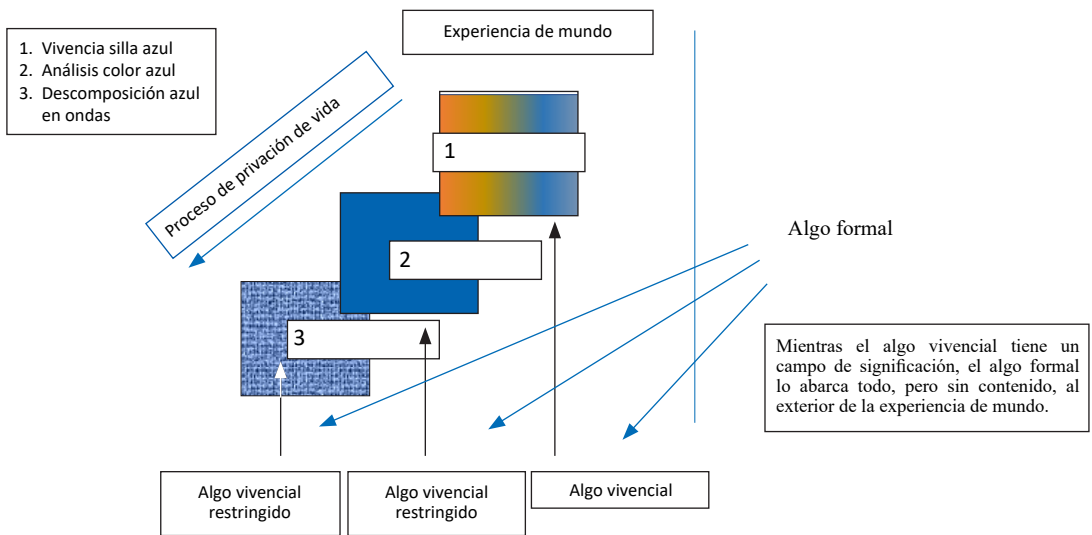 Experiencia de mundo
1. Vivencia silla azul
2. Análisis color azul
3. Descomposición azul
en ondas
Proceso de privación de vida
1
2
3
Algo formal
Mientras el algo vivencial tiene un
campo de significación, el algo formal
lo abarca todo, pero sin contenido, al
exterior de la experiencia de mundo.
Algo vivencial
restringido
Algo vivencial
restringido
Algo vivencial